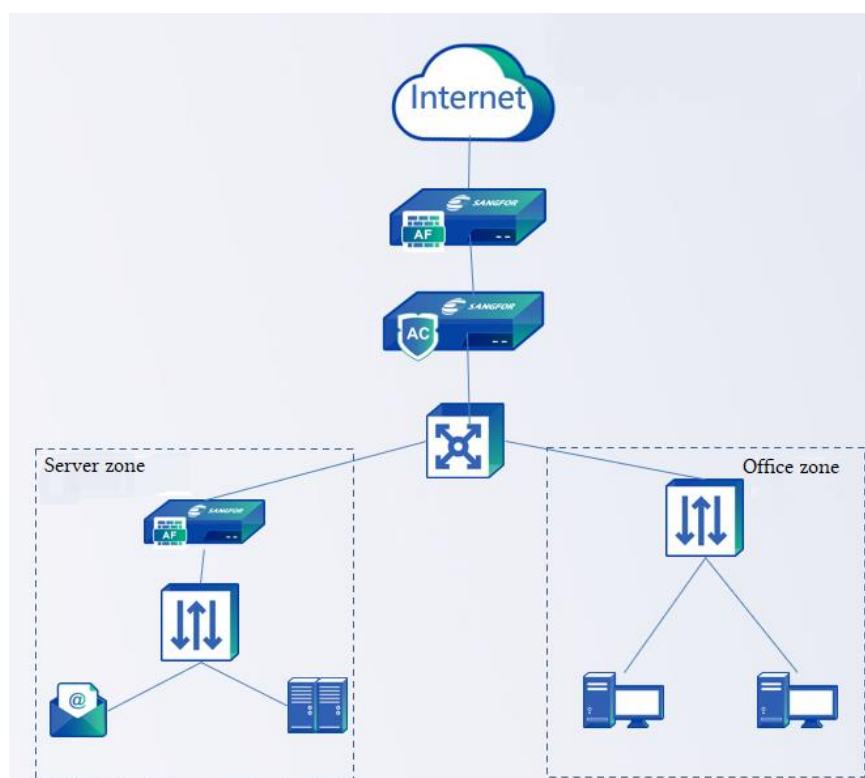 Internet
SANGFOR
AF
SANGFOR
AC
Server zone
Office zone
SANGFOR
AF
@